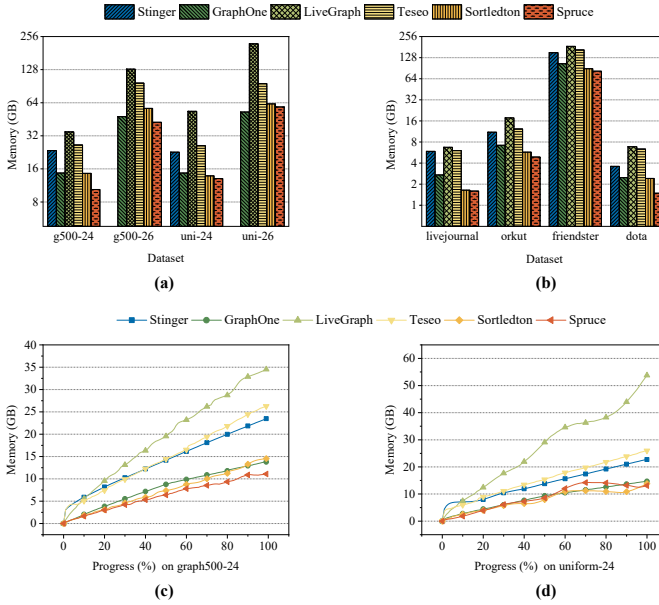 Stinger GraphOne LiveGraph Teseo Sortledton Spruce
256
128
64
32
16
8
Memory (GB)
g500-24 g500-26 uni-24 uni-26
Dataset
(a)
256
128
64
32
16
8
4
2
1
Memory (GB)
livejournal orkut friendster dota
Dataset
(b)
Stinger GraphOne LiveGraph Teseo Sortledton Spruce
40
35
30
25
20
15
10
5
0
Memory (GB)
0 20 40 60 80 100
Progress (%) on graph500-24
(c)
60
50
40
30
20
10
0
Memory (GB)
0 20 40 60 80 100
Progress (%) on uniform-24
(d)